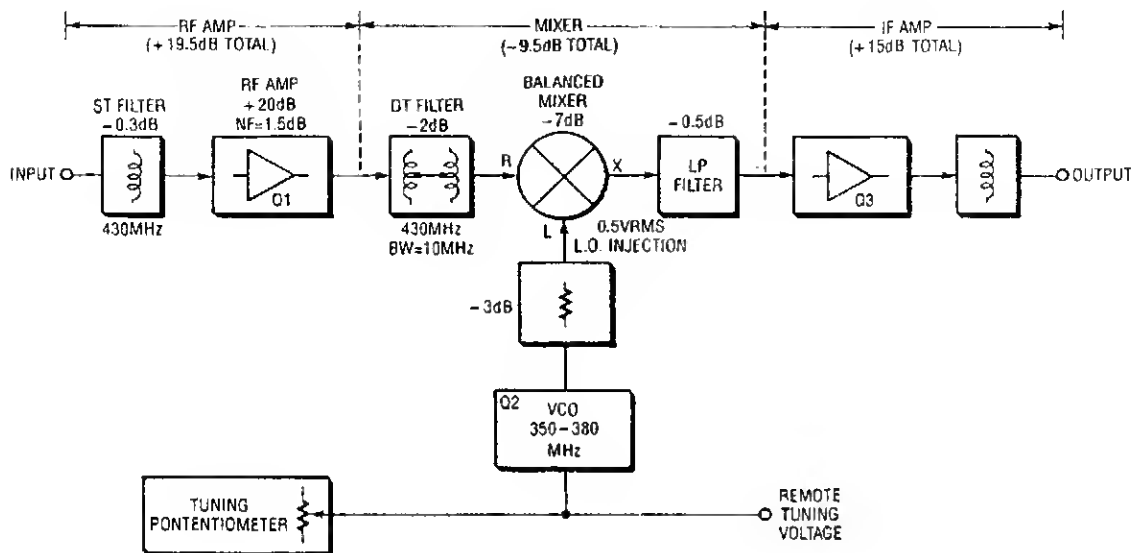 RF AMP
(+19.5dB TOTAL)
MIXER
(-9.5dB TOTAL)
IF AMP
(+15dB TOTAL)
ST FILTER
-0.3dB
RF AMP
+20dB
NF=1.5dB
DT FILTER
-2dB
BALANCED
MIXER
-7dB
-0.5dB
INPUT
Q1
R
X
LP
FILTER
Q3
OUTPUT
430MHz
430MHz
BW=10MHz
L
0.5VRMS
L.O. INJECTION
-3dB
Q2
VCO
350-380
MHz
TUNING
PONTENTIOMETER
REMOTE
TUNING
VOLTAGE